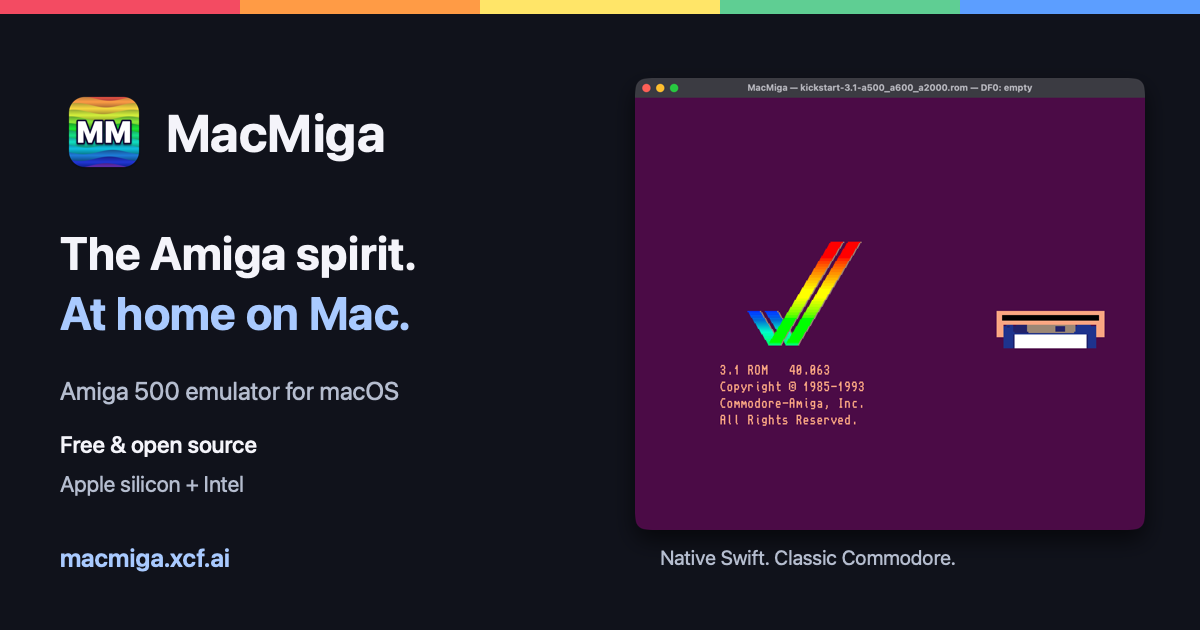 MM
MacMiga
The Amiga spirit.
At home on Mac.
Amiga 500 emulator for macOS
Free & open source
Apple silicon + Intel
macmiga.xcf.ai
MacMiga — kickstart-3.1-a500_a600_a2000.rom — DF0: empty
3.1 ROM 40.063
Copyright © 1985-1993
Commodore-Amiga, Inc.
All Rights Reserved.
Native Swift. Classic Commodore.